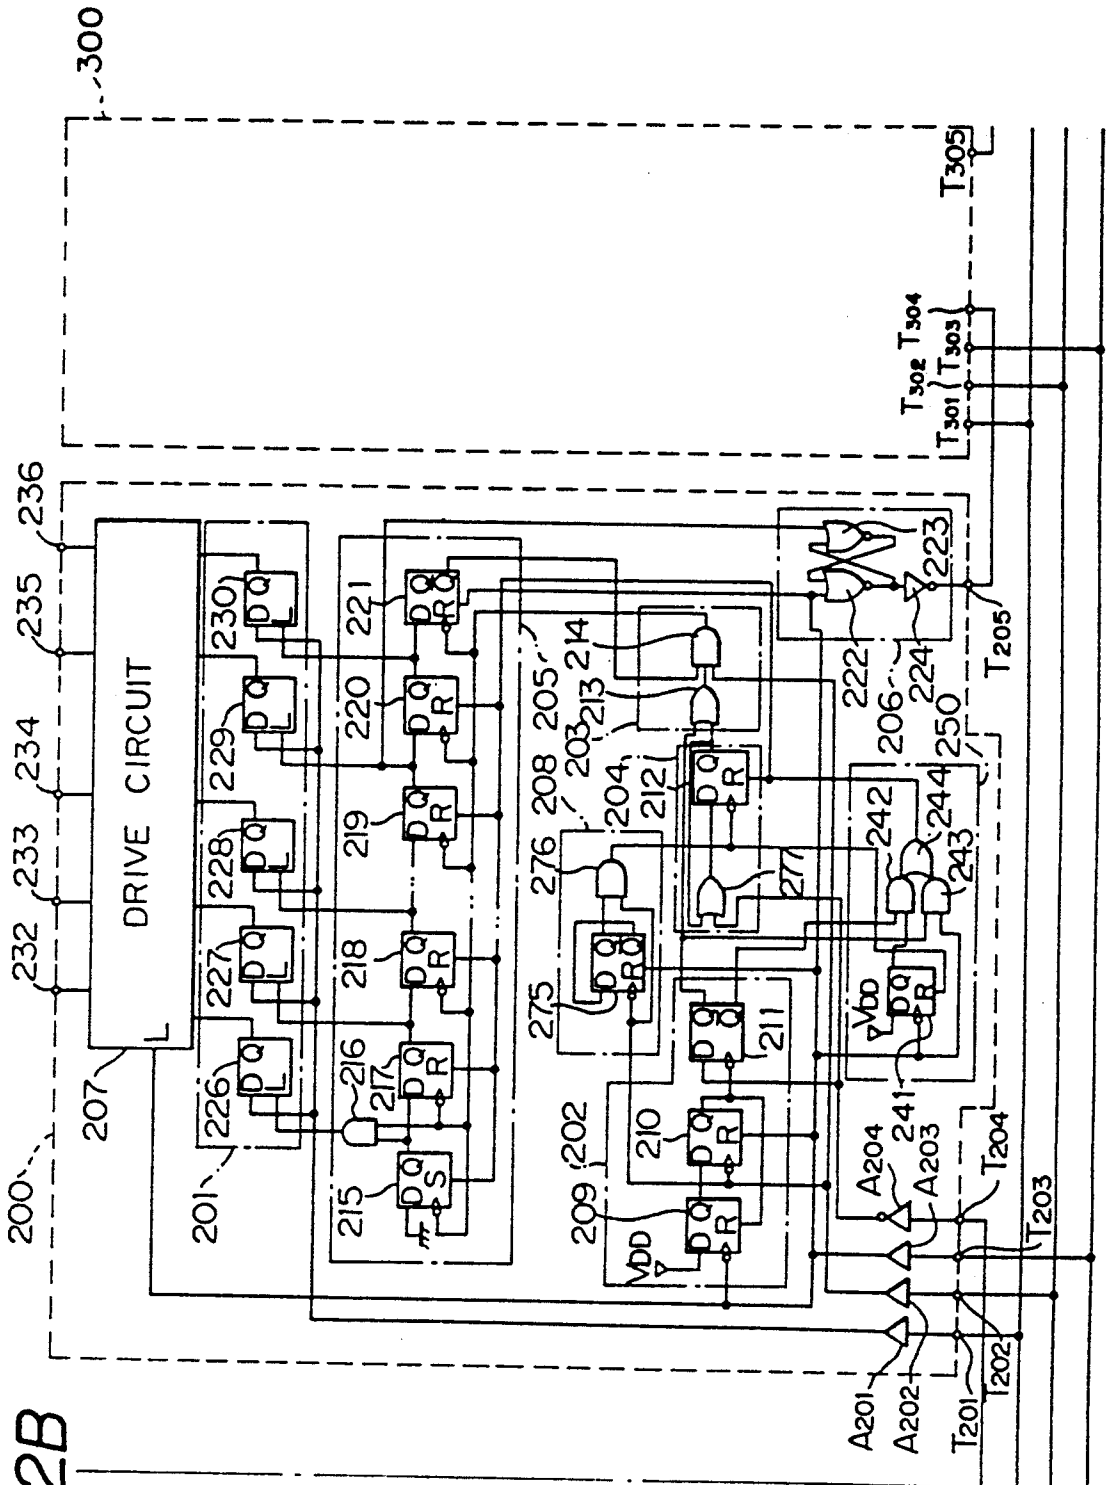 2B
300
T305
T304
T303
T302
T301
200
232
233
234
235
236
DRIVE CIRCUIT
L
207
201
226
D Q
L
227
D Q
L
228
D Q
L
229
D Q
L
230
D Q
L
205
215
D Q
S
216
217
D Q
R
218
D Q
R
219
D Q
R
220
D Q
R
221
D Q
R Q
208
275
D Q
R Q
276
204
277
212
D Q
R
203
213
214
202
VDD
209
D Q
R
210
D Q
R
211
D Q
Q
206
222
223
224
T205
250
VDD
241
D Q
R
242
243
244
A201
A202
A203
A204
T201
T202
T203
T204